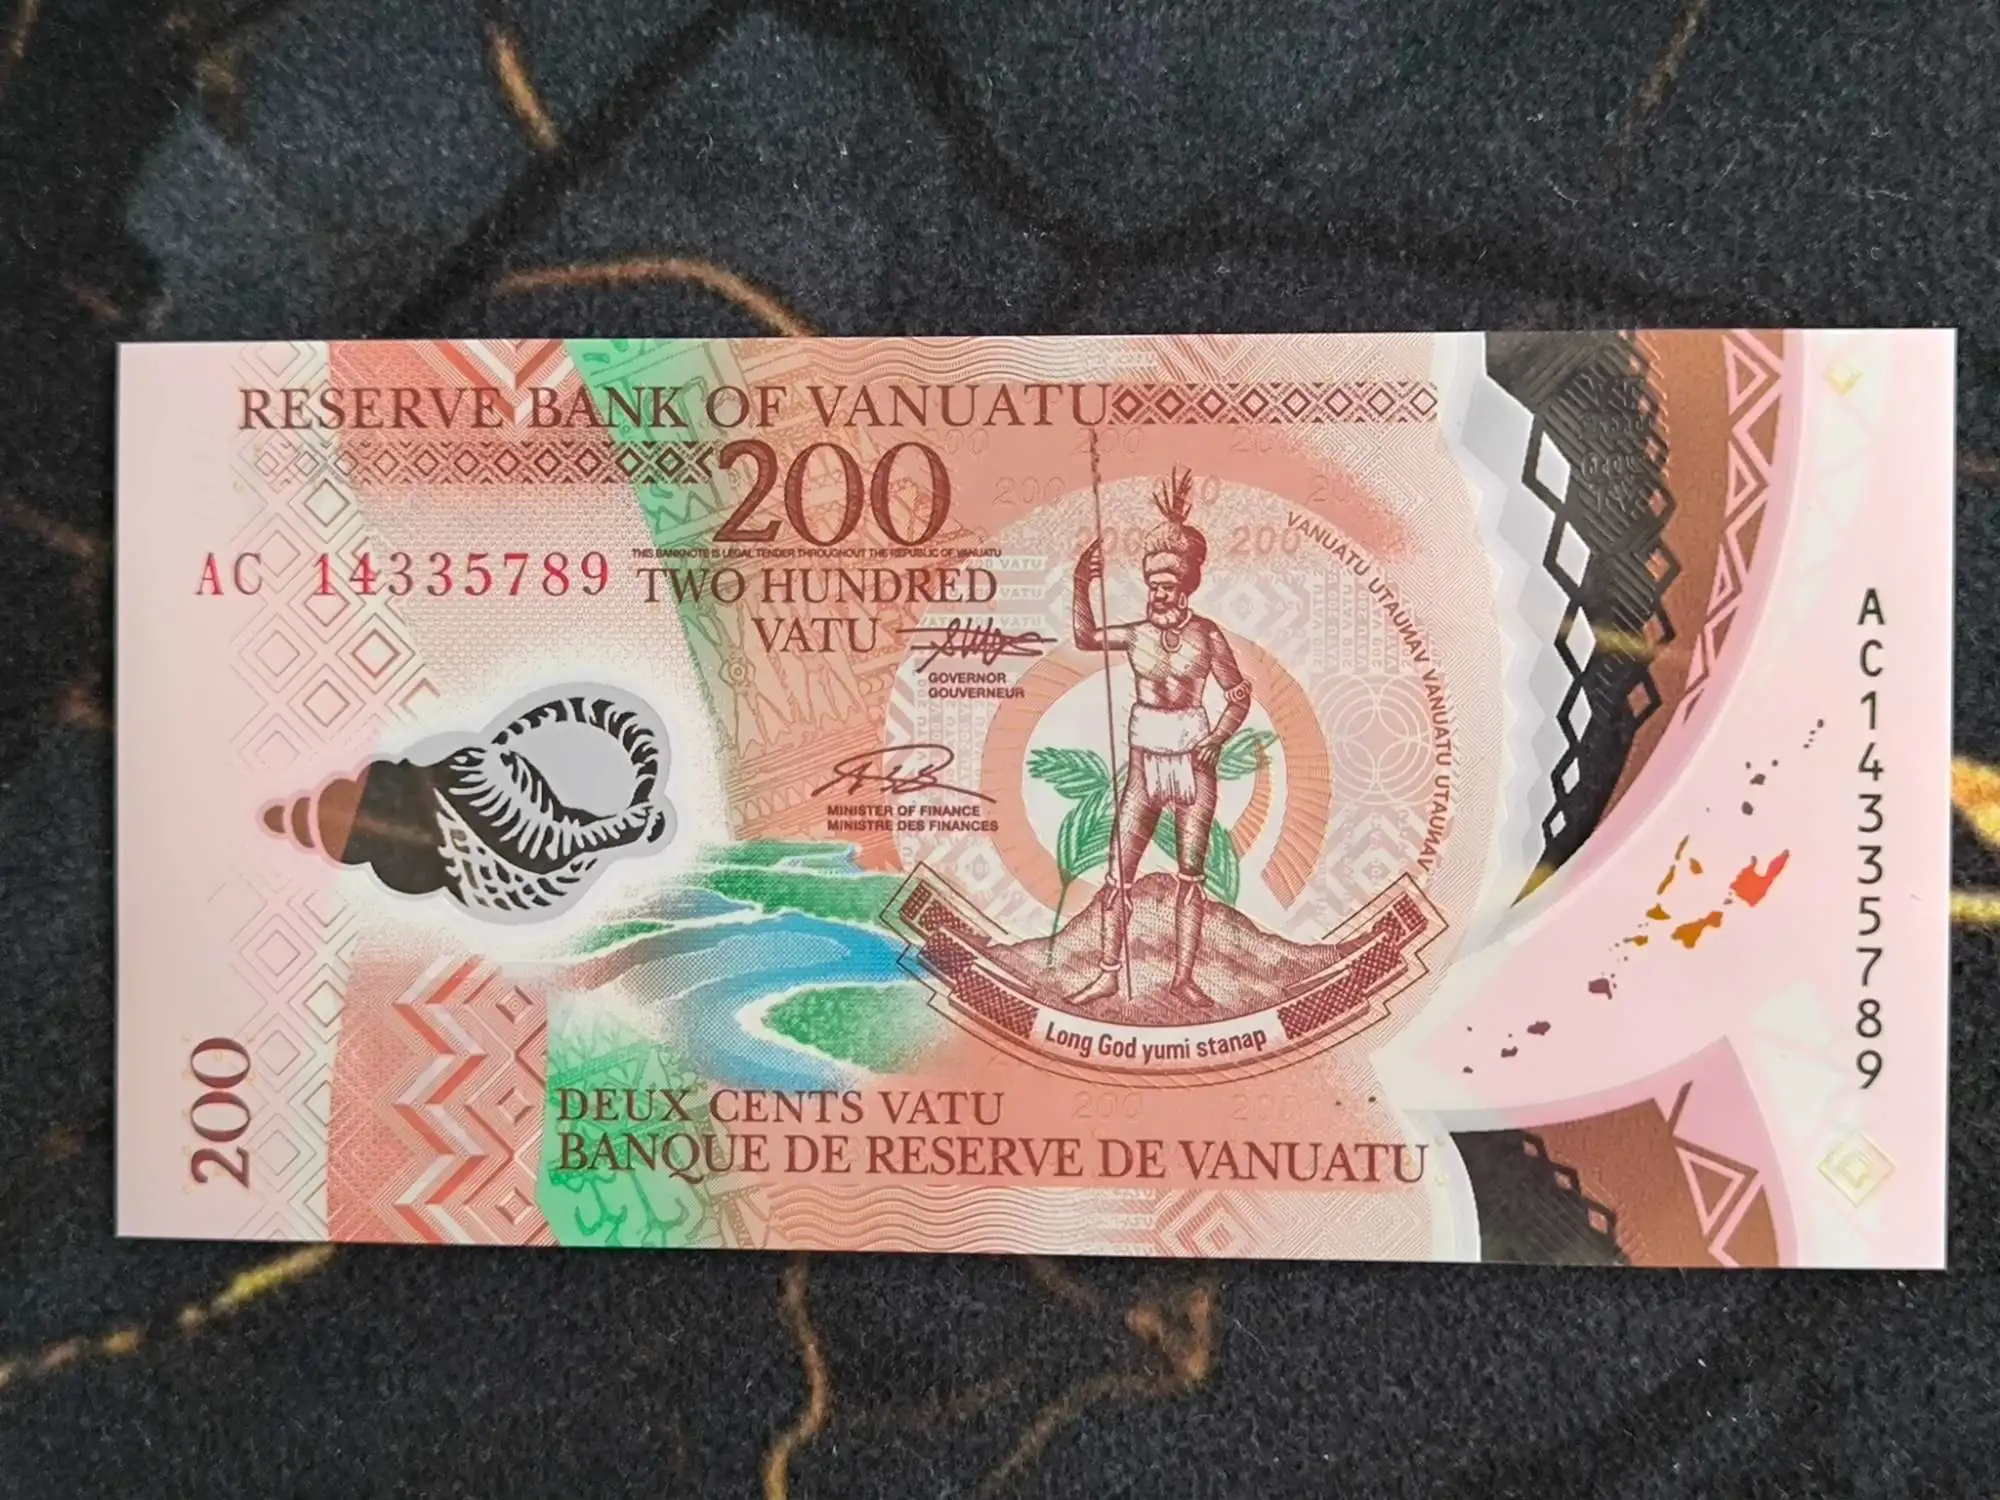 RESERVE BANK OF VANUATU
200
THIS BANKNOTE IS LEGAL TENDER THROUGHOUT THE REPUBLIC OF VANUATU
AC 14335789
TWO HUNDRED
VATU
GOVERNOR
GOUVERNEUR
MINISTER OF FINANCE
MINISTRE DES FINANCES
VANUATU VANUATU VANUATU VANUATU
Long God yumi stanap
200
DEUX CENTS VATU
BANQUE DE RESERVE DE VANUATU
AC14335789